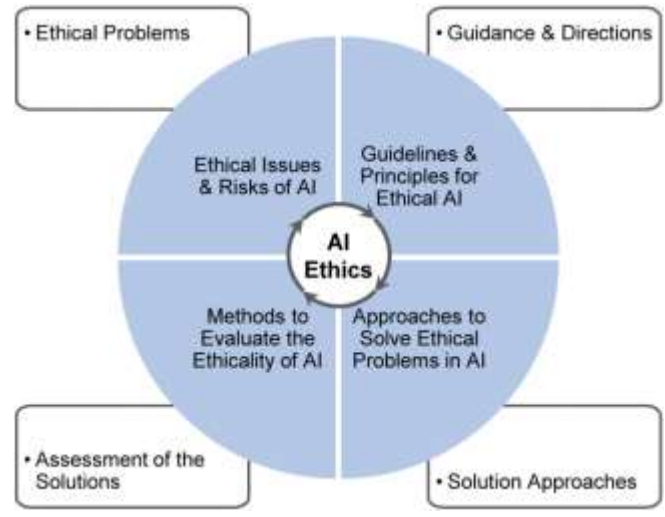 • Ethical Problems
• Guidance & Directions
Ethical Issues
& Risks of AI
Guidelines &
Principles for
Ethical AI
AI
Ethics
Methods to
Evaluate the
Ethicality of AI
Approaches to
Solve Ethical
Problems in AI
• Assessment of the
Solutions
• Solution Approaches